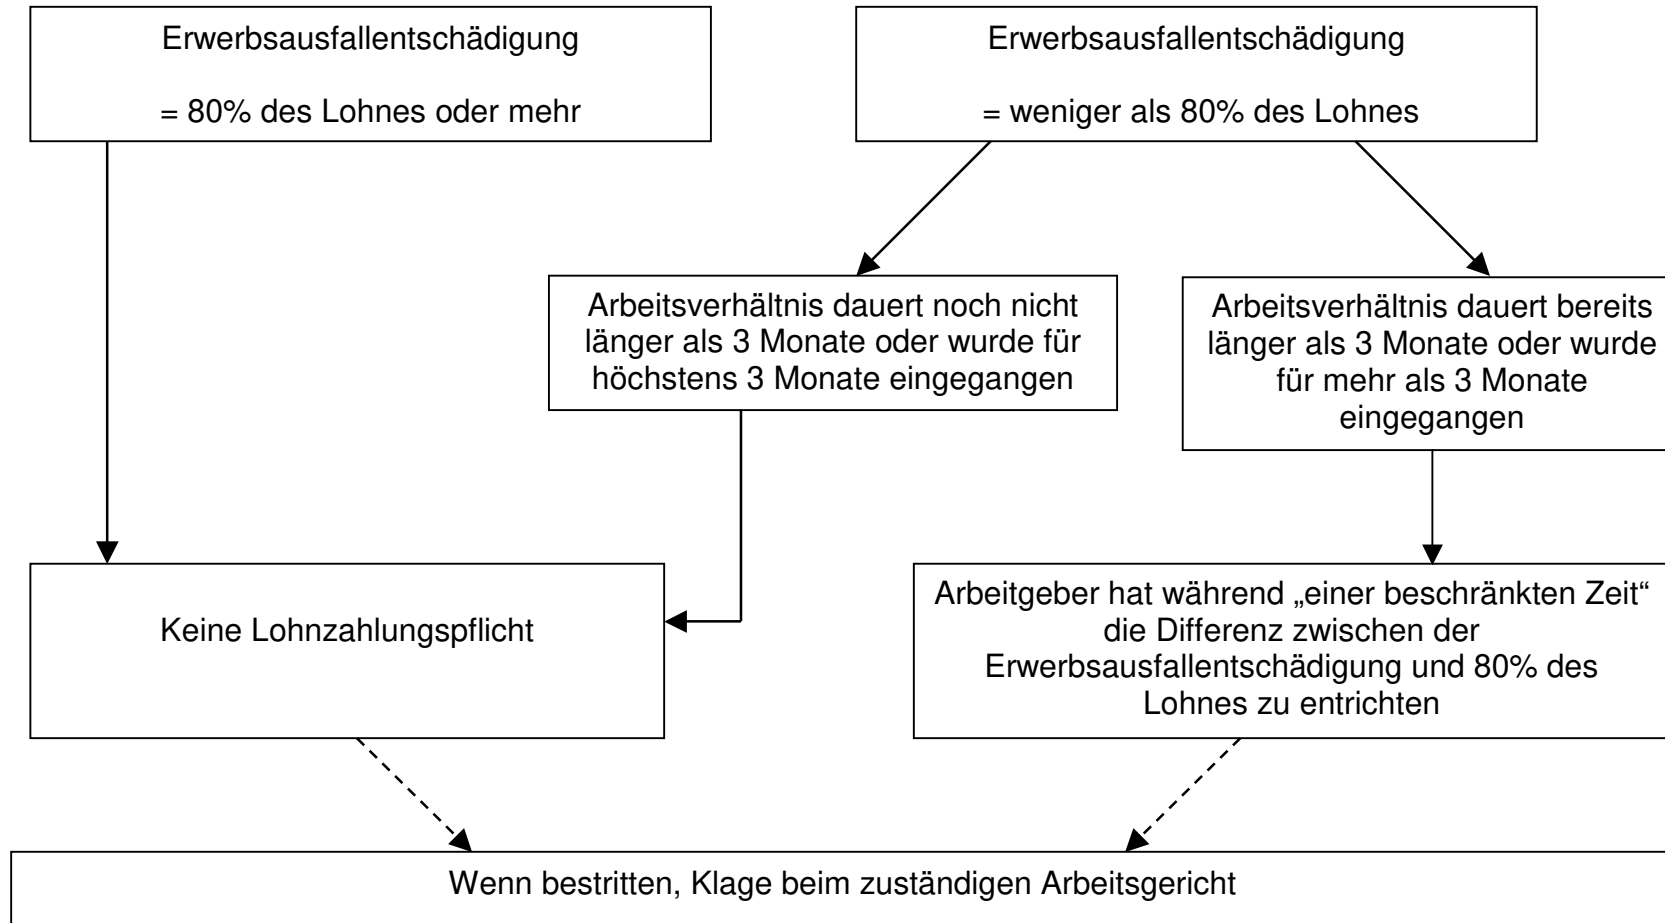 Erwerbsausfallentschädigung
= 80% des Lohnes oder mehr
Erwerbsausfallentschädigung
= weniger als 80% des Lohnes
Arbeitsverhältnis dauert noch nicht
länger als 3 Monate oder wurde für
höchstens 3 Monate eingegangen
Arbeitsverhältnis dauert bereits
länger als 3 Monate oder wurde
für mehr als 3 Monate
eingegangen
Keine Lohnzahlungspflicht
Arbeitgeber hat während „einer beschränkten Zeit“
die Differenz zwischen der
Erwerbsausfallentschädigung und 80% des
Lohnes zu entrichten
Wenn bestritten, Klage beim zuständigen Arbeitsgericht